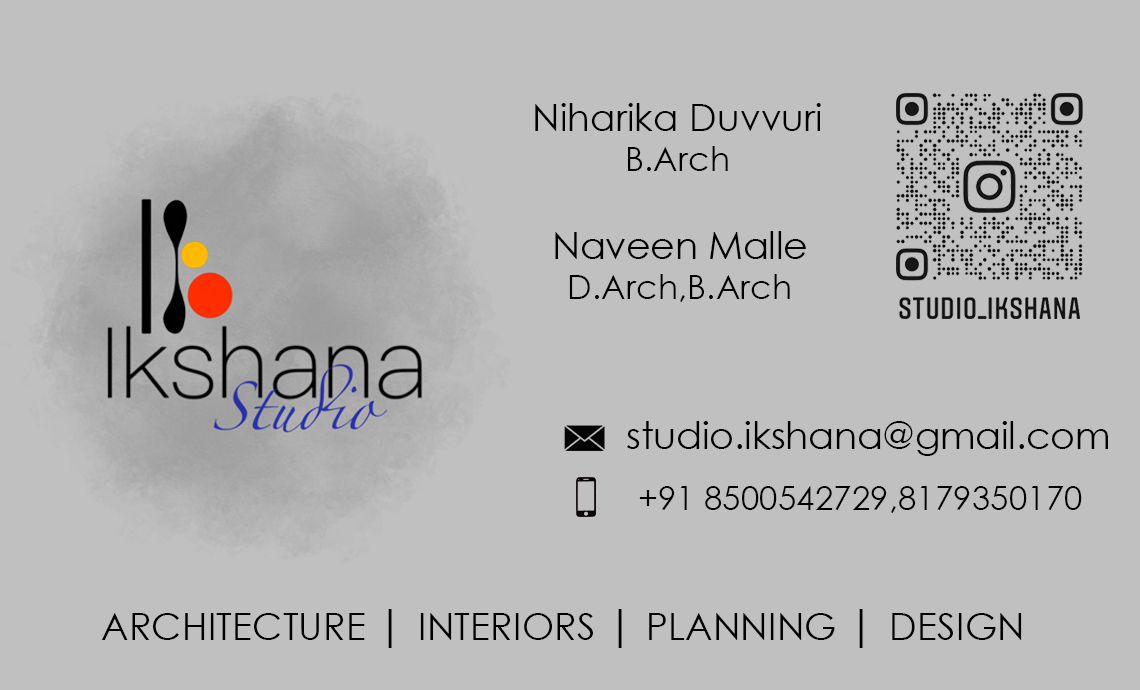 Ikshana
Studio
Niharika Duvvuri
B.Arch
Naveen Malle
D.Arch,B.Arch
STUDIO_IKSHANA
studio.ikshana@gmail.com
+91 8500542729,8179350170
ARCHITECTURE | INTERIORS | PLANNING | DESIGN